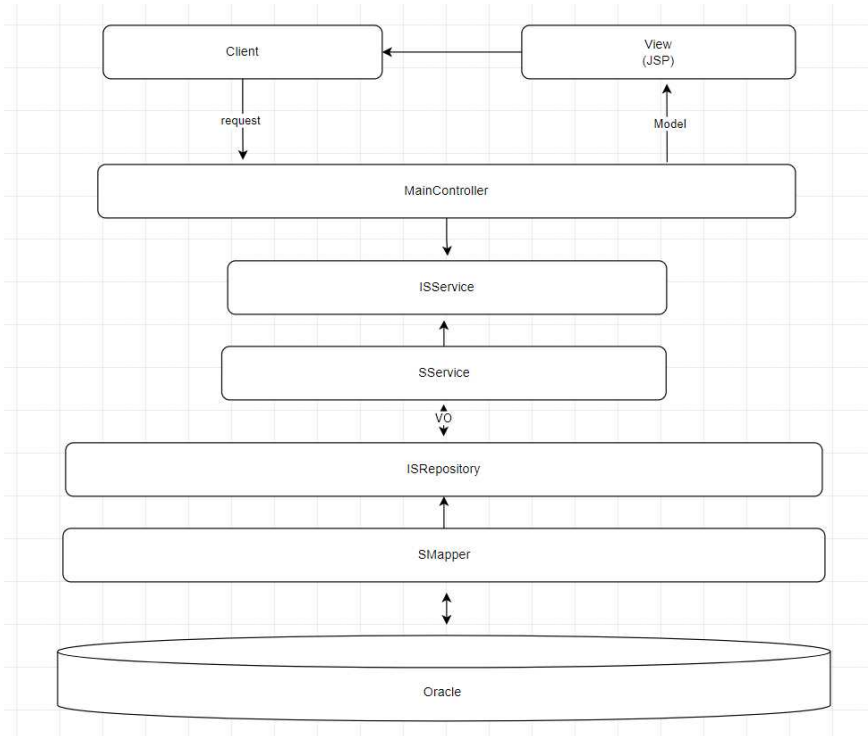 Client
View
(JSP)
request
Model
MainController
ISService
SService
VO
ISRepository
SMapper
Oracle